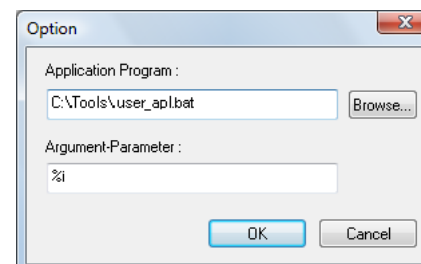 Option
Application Program :
C:\Tools\user_apl.bat
Browse...
Argument-Parameter :
%i
OK
Cancel